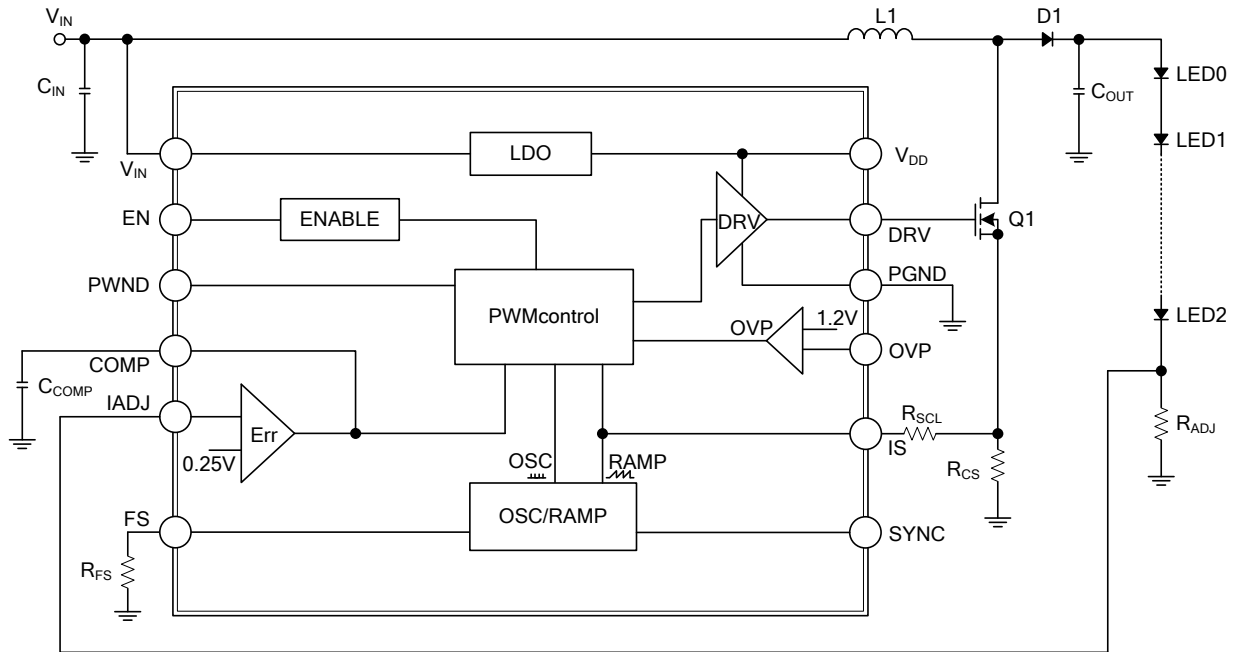 VIN
L1
D1
CIN
COUT
LED0
LED1
LED2
VIN
LDO
VDD
EN
ENABLE
DRV
DRV
Q1
PWND
PWMcontrol
PGND
OVP
1.2V
OVP
COMP
CCOMP
IADJ
Err
0.25V
OSC
RAMP
IS
RSCL
RCS
RADJ
FS
OSC/RAMP
SYNC
RFS